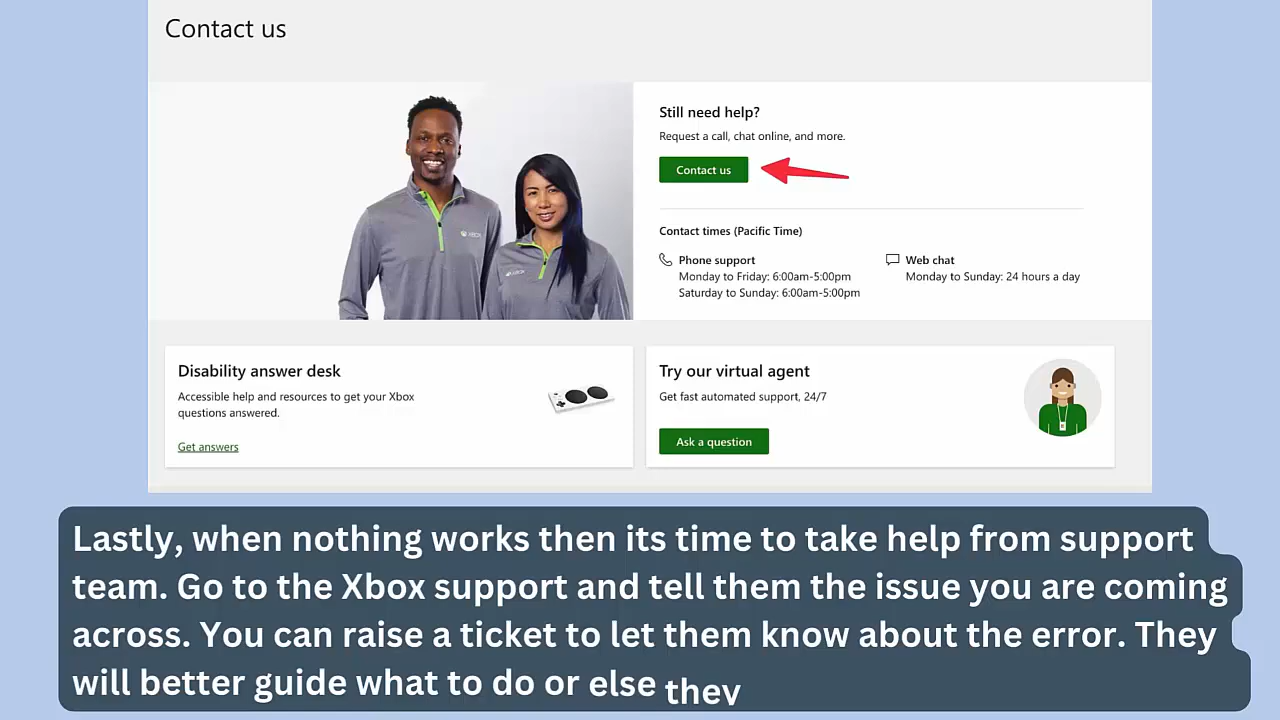 Contact us
Still need help?
Request a call, chat online, and more.
Contact us
Contact times (Pacific Time)
Phone support
Monday to Friday: 6:00am-5:00pm
Saturday to Sunday: 6:00am-5:00pm
Web chat
Monday to Sunday: 24 hours a day
XBOX
XBOX
Disability answer desk
Accessible help and resources to get your Xbox
questions answered.
Get answers
Try our virtual agent
Get fast automated support, 24/7
Ask a question
Lastly, when nothing works then its time to take help from support
team. Go to the Xbox support and tell them the issue you are coming
across. You can raise a ticket to let them know about the error. They
will better guide what to do or else they